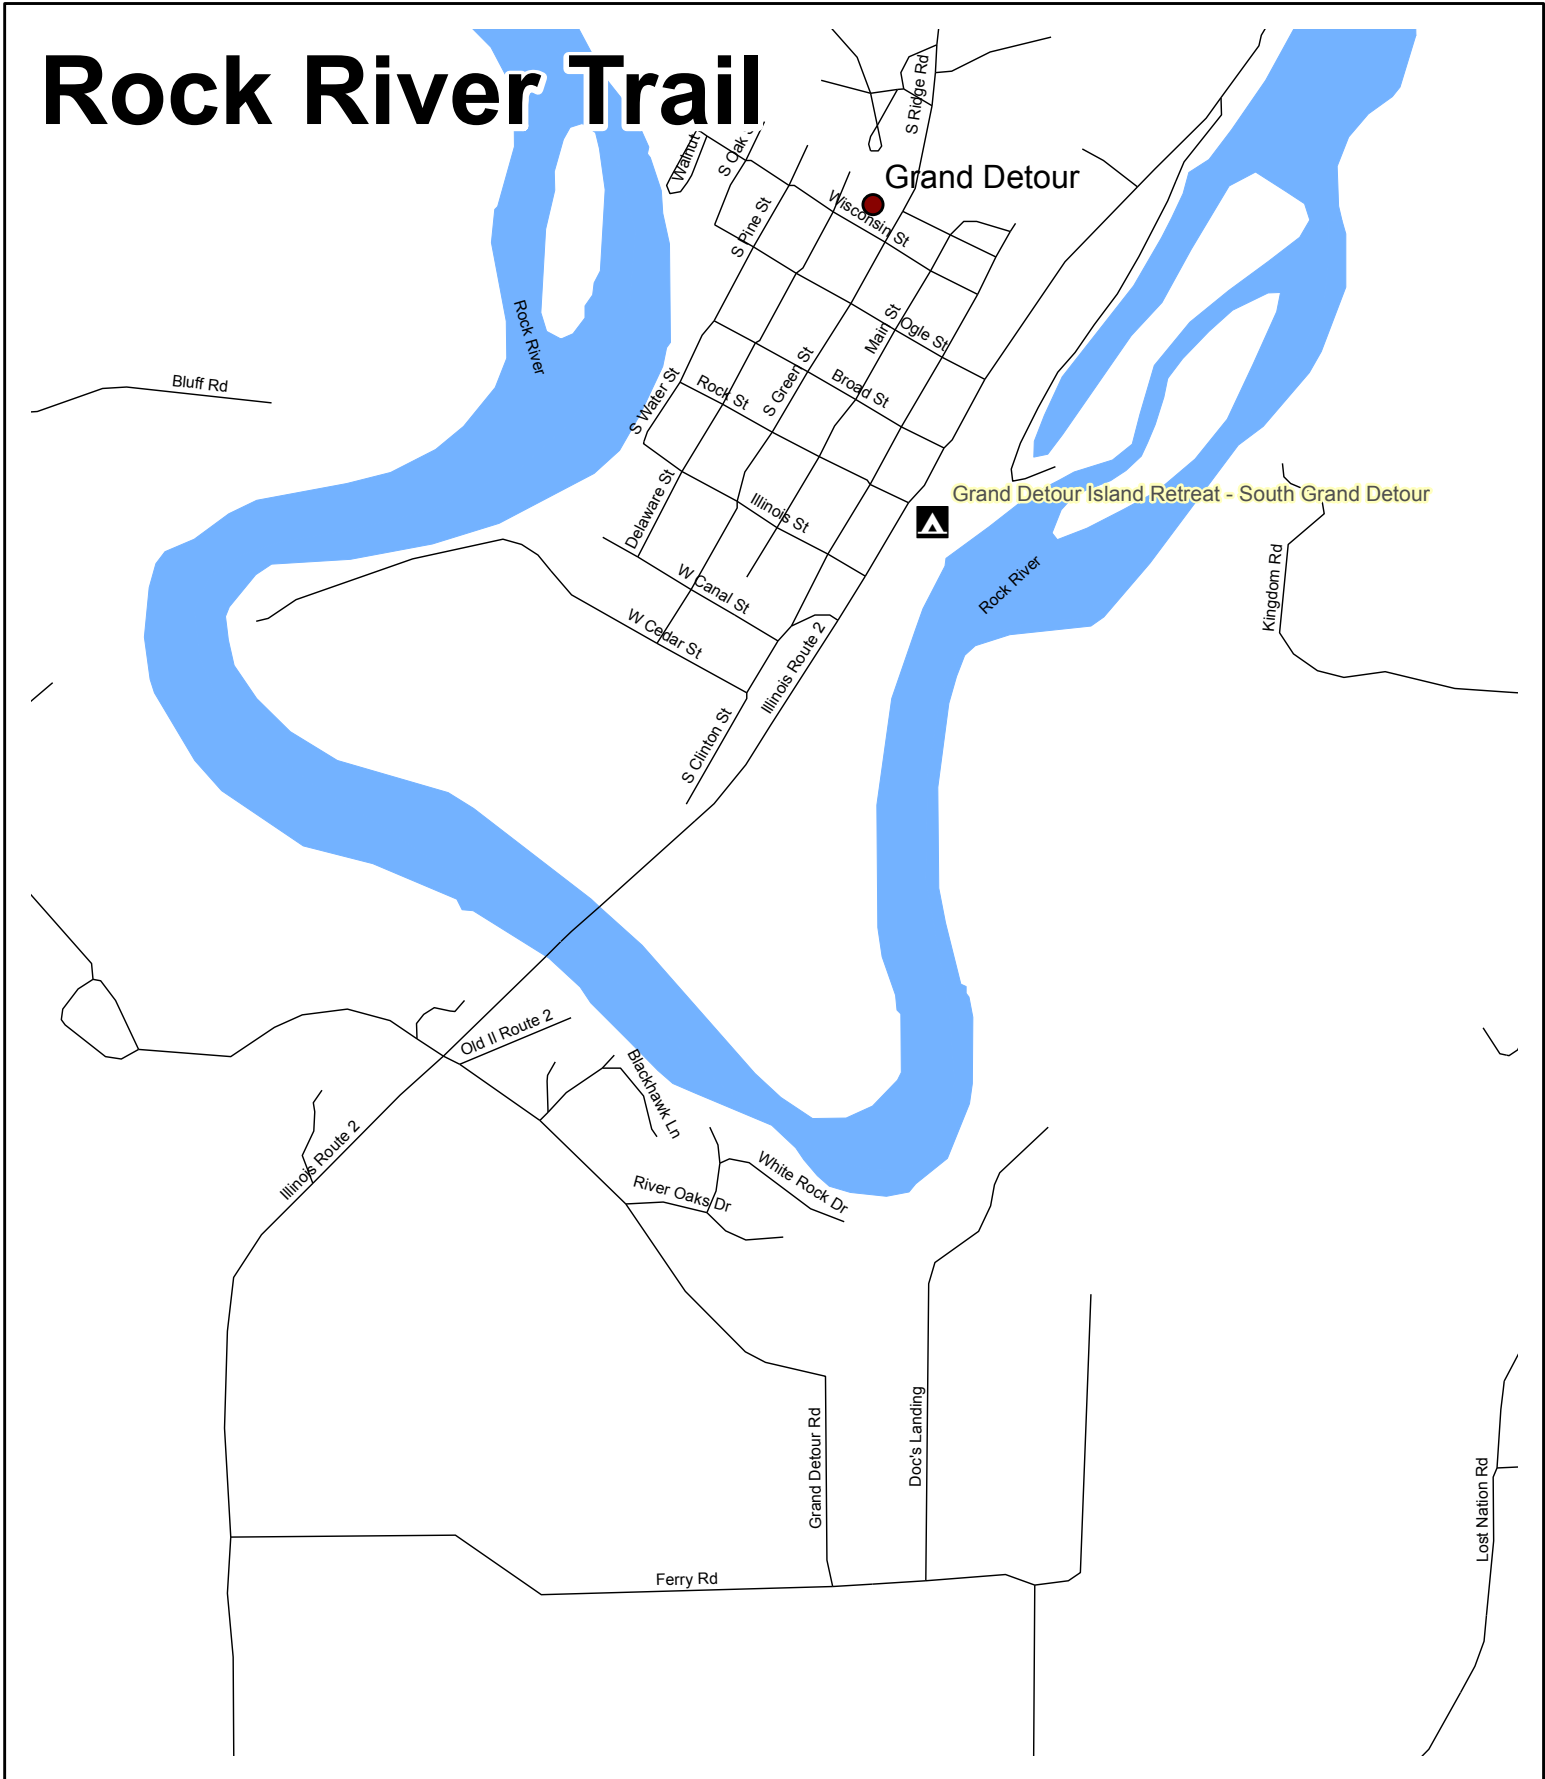 Rock River Trail
S Ridge Rd
Walnut
S Oak S
Grand Detour
Wisconsin St
S Pine St
Rock River
Main St
Ogle St
Bluff Rd
S Green St
Broad St
S Water St
Rock St
Grand Detour Island Retreat - South Grand Detour
Delaware St
Illinois St
Rock River
Kingdom Rd
W Canal St
W Cedar St
Illinois Route 2
S Clinton St
Old Il Route 2
Blackhawk Ln
Illinois Route 2
White Rock Dr
River Oaks Dr
Grand Detour Rd
Doc's Landing
Lost Nation Rd
Ferry Rd